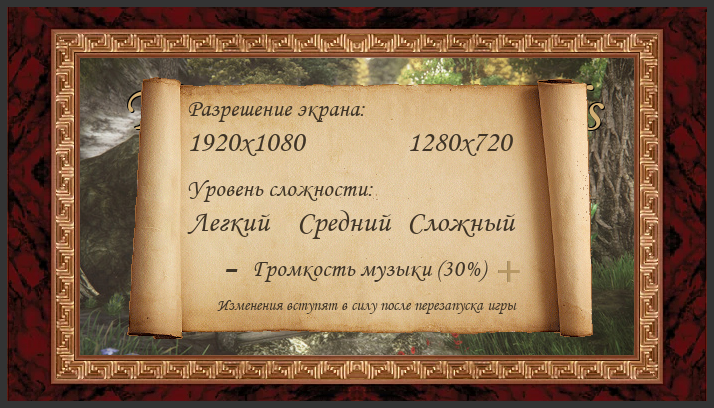 Разрешение экрана:
1920x1080 1280x720
Уровень сложности:
Легкий Средний Сложный
- Громкость музыки (30%) +
Изменения вступят в силу после перезапуска игры